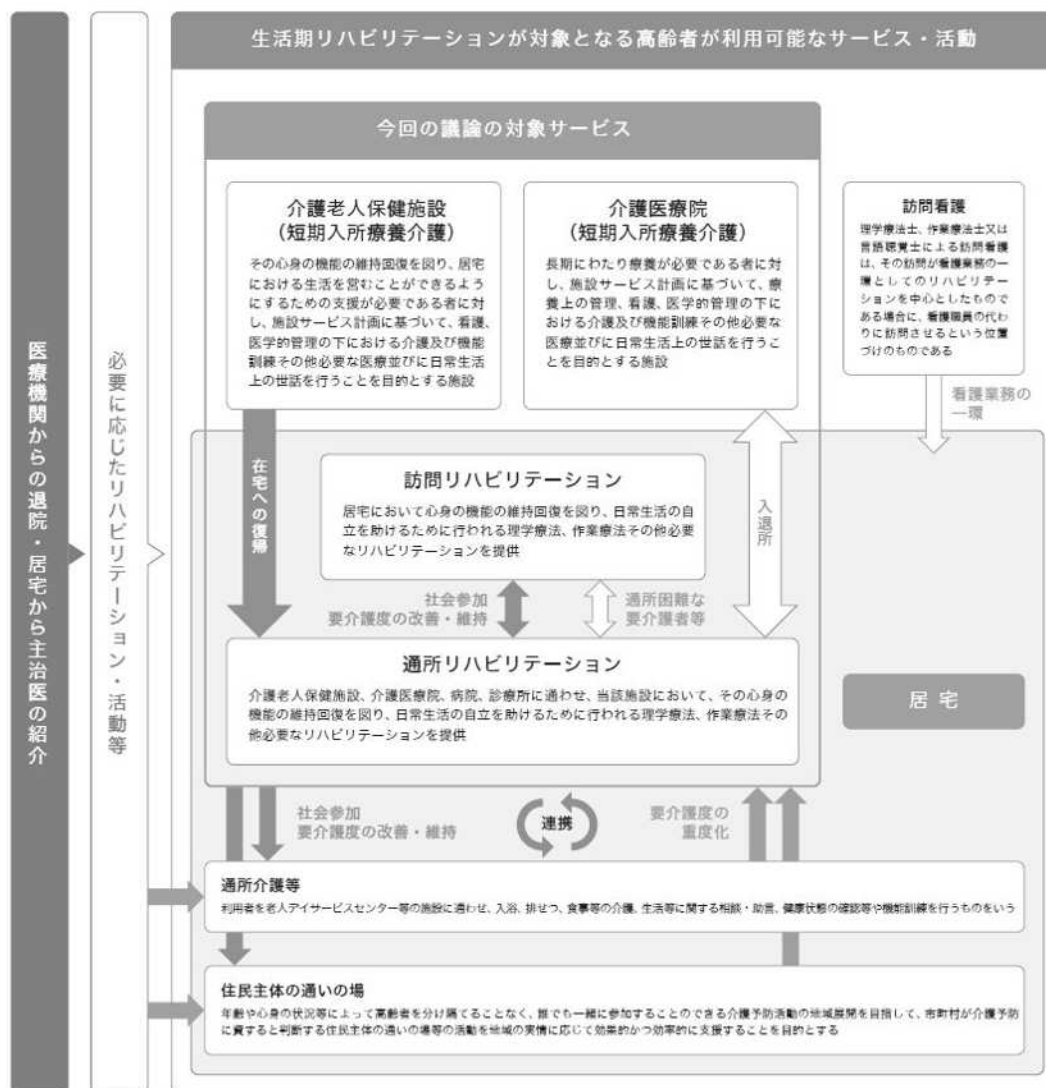 生活期リハビリテーションが対象となる高齢者が利用可能なサービス・活動
医療機関からの退院・居宅から主治医の紹介
必要に応じたリハビリテーション・活動等
今回の議論の対象サービス
介護老人保健施設
（短期入所療養介護）
その心身の機能の維持回復を図り、居宅
における生活を営むことができるよう
にするための支援が必要である者に対
し、施設サービス計画に基づいて、看護、
医学的管理の下における介護及び機能
訓練その他必要な医療並びに日常生活
上の世話を行うことを目的とする施設
介護医療院
（短期入所療養介護）
長期にわたり療養が必要である者に対
し、施設サービス計画に基づいて、療養
上の管理、看護、医学的管理の下
における介護及び機能訓練その他必要な
医療並びに日常生活上の世話を行うこ
とを目的とする施設
訪問看護
理学療法士、作業療法士又は
言語聴覚士による訪問看護
は、その訪問が看護業務の一
環としてのリハビリテー
ションを中心としたもので
ある場合に、看護職員の代わ
りに訪問させるという位置
づけのものである
看護業務の
一環
在宅への復帰
訪問リハビリテーション
居宅において心身の機能の維持回復を図り、日常生活の自
立を助けるために行われる理学療法、作業療法その他必要
なリハビリテーションを提供
入退所
社会参加
要介護度の改善・維持
通所困難な
要介護者等
通所リハビリテーション
介護老人保健施設、介護医療院、病院、診療所に通わせ、当該施設において、その心身の
機能の維持回復を図り、日常生活の自立を助けるために行われる理学療法、作業療法その
他必要なリハビリテーションを提供
居宅
社会参加
要介護度の改善・維持
連携
要介護度の
重度化
通所介護等
利用者を老人デイサービスセンター等の施設に通わせ、入浴、排せつ、食事等の介護、生活等に関する相談・助言、健康状態の確認等や機能訓練を行うものをいう
住民主体の通いの場
年齢や心身の状況等によって高齢者を分け隔てることなく、誰でも一緒に参加することのできる介護予防活動の地域展開を目指して、市町村が介護予防
に資すると判断する住民主体の通いの場等の活動を地域の実情に応じて効果的かつ効率的に支援することを目的とする